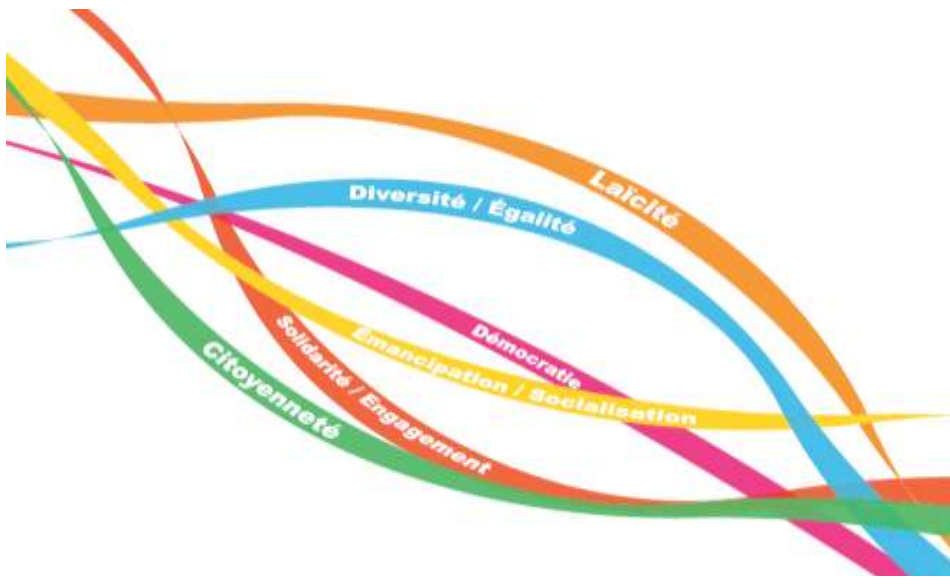 Laïcité
Diversité / Égalité
Démocratie
Émancipation / Socialisation
Solidarité / Engagement
Citoyenneté